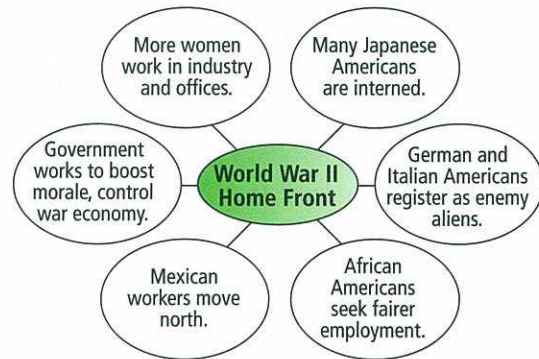 More women
work in industry
and offices.
Many Japanese
Americans
are interned.
Government
works to boost
morale, control
war economy.
World War II
Home Front
German and
Italian Americans
register as enemy
aliens.
Mexican
workers move
north.
African
Americans
seek fairer
employment.